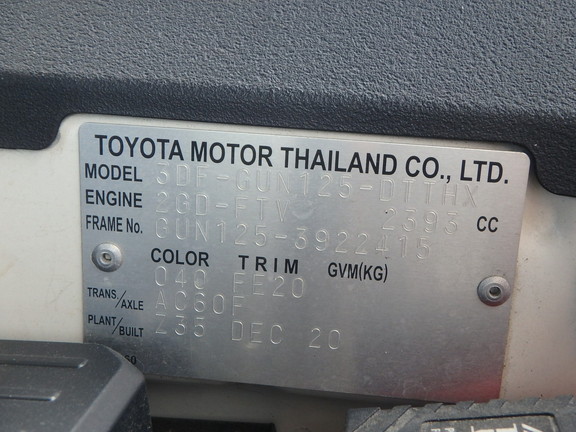 TOYOTA MOTOR THAILAND CO., LTD.
MODEL 3DF-GUN125-DTTHX
ENGINE 2GD-FTV 2393 CC
FRAME No. GUN125-3922415
COLOR TRIM GVM(KG)
040 FE20
TRANS/AXLE AC60F
PLANT/BUILT Z35 DEC 20